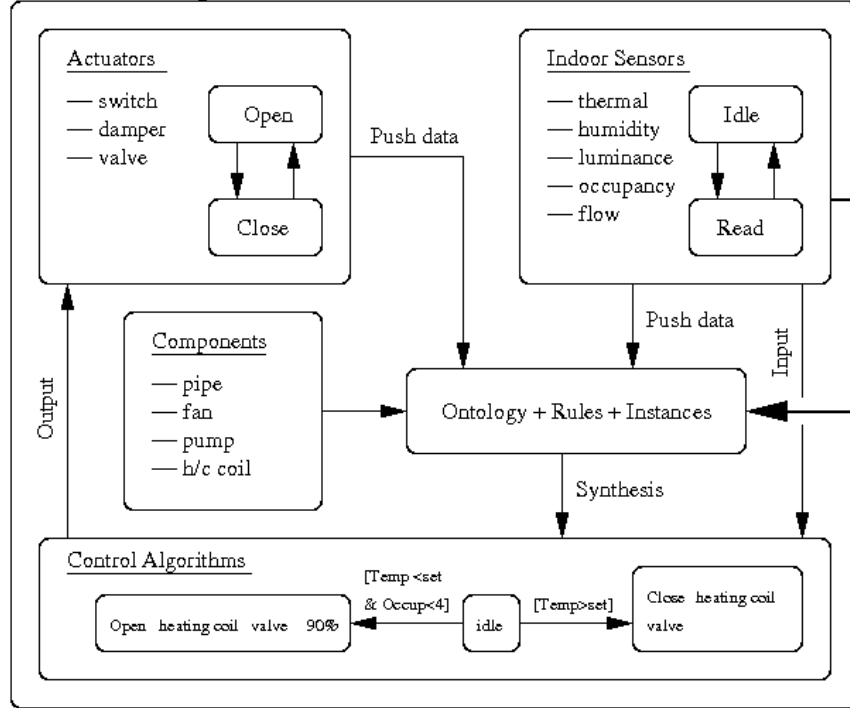 Actuators
— switch
— damper
— valve
Open
Close
Push data
Indoor Sensors
— thermal
— humidity
— luminance
— occupancy
— flow
Idle
Read
Push data
Input
Output
Components
— pipe
— fan
— pump
— h/c coil
Ontology + Rules + Instances
Synthesis
Control Algorithms
Open heating coil valve 90%
[Temp <set
& Occup<4]
idle
[Temp>set]
Close heating coil
valve